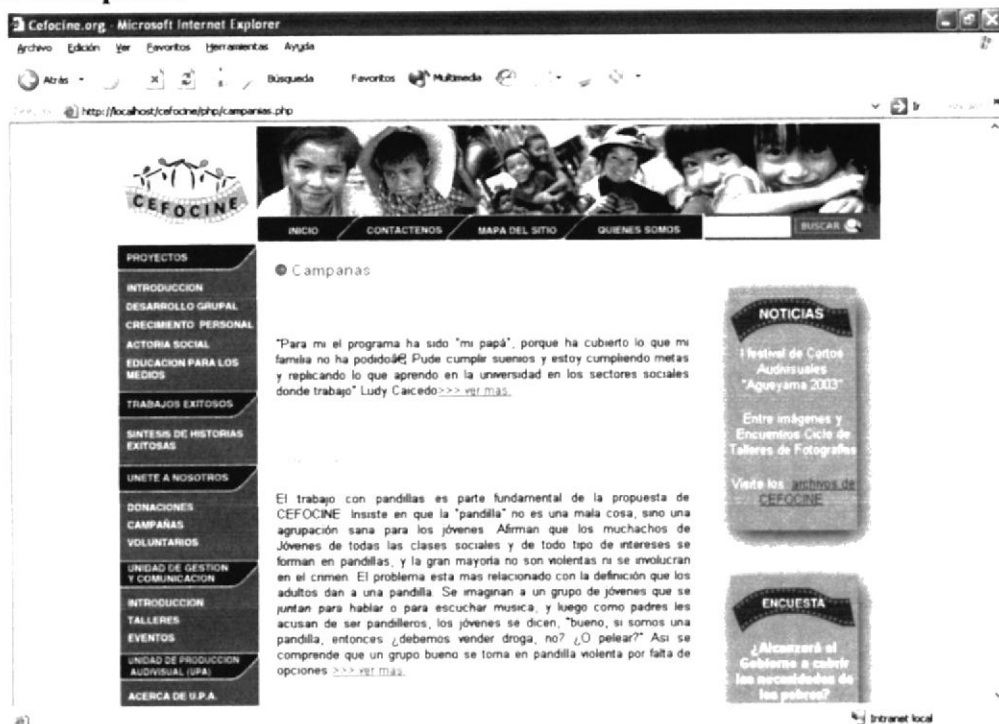 Cefocine.org - Microsoft Internet Explorer
Archivo Edición Ver Favoritos Herramientas Ayuda
Atrás Búsqueda Favoritos Multimedia
http://localhost/cefocine/php/campanias.php Ir
CEFOCINE
INICIO CONTACTENOS MAPA DEL SITIO QUIENES SOMOS BUSCAR
PROYECTOS
INTRODUCCION
DESARROLLO GRUPAL
CRECIMIENTO PERSONAL
ACTORIA SOCIAL
EDUCACION PARA LOS
MEDIOS
TRABAJOS EXITOSOS
SINTESIS DE HISTORIAS
EXITOSAS
UNETE A NOSOTROS
DONACIONES
CAMPAÑAS
VOLUNTARIOS
UNIDAD DE GESTION
Y COMUNICACION
INTRODUCCION
TALLERES
EVENTOS
UNIDAD DE PRODUCCION
AUDIVISUAL (UPA)
ACERCA DE U.P.A.
Campanas
"Para mi el programa ha sido "mi papá", porque ha cubierto lo que mi
familia no ha podidoâ€¦ Pude cumplir suenios y estoy cumpliendo metas
y replicando lo que aprendo en la universidad en los sectores sociales
donde trabajo" Ludy Caicedo>>> ver mas.
El trabajo con pandillas es parte fundamental de la propuesta de
CEFOCINE Insiste en que la "pandilla" no es una mala cosa, sino una
agrupación sana para los jóvenes Afirman que los muchachos de
Jóvenes de todas las clases sociales y de todo tipo de intereses se
forman en pandillas, y la gran mayoría no son violentas ni se involucran
en el crimen. El problema esta mas relacionado con la definición que los
adultos dan a una pandilla. Se imaginan a un grupo de jóvenes que se
juntan para hablar o para escuchar musica, y luego como padres les
acusan de ser pandilleros, los jóvenes se dicen, "bueno, si somos una
pandilla, entonces ¿debemos vender droga, no? ¿O pelear?" Asi se
comprende que un grupo bueno se torna en pandilla violenta por falta de
opciones >>> ver mas.
NOTICIAS
I festival de Cortos
Audivisuales
"Agueyama 2003"
Entre imágenes y
Encuentros Ciclo de
Talleres de Fotografias
Visite los archivos de
CEFOCINE
ENCUESTA
¿Alcanzará el
Gobierno a cubrir
las necesidades de
los pobres?
Intranet local